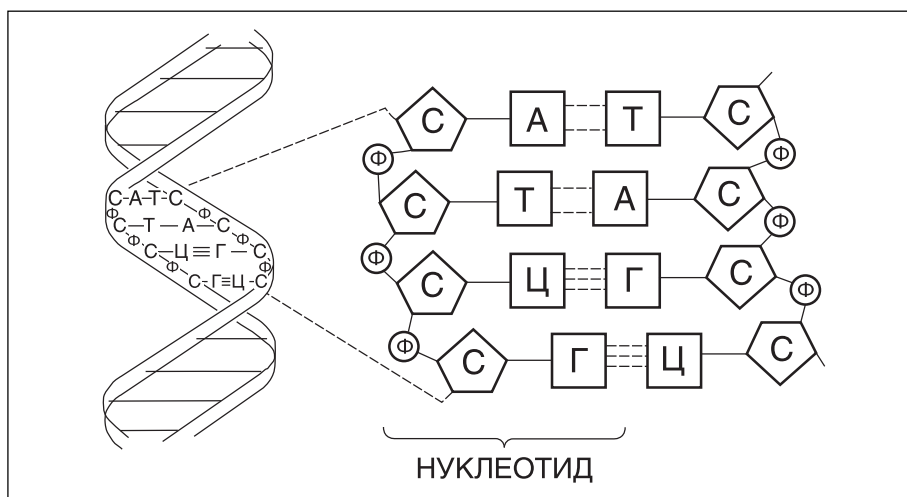 С А Т С
Ф
С Т А С
Ф
С Ц Г С
Ф
С Г Ц С
С-А-Т-С
Ф Ф
С-Т-А-С
Ф Ф
С-Ц≡Г-С
Ф Ф
С-Г≡Ц-С
Ф
Ф
Ф
Ф
НУКЛЕОТИД